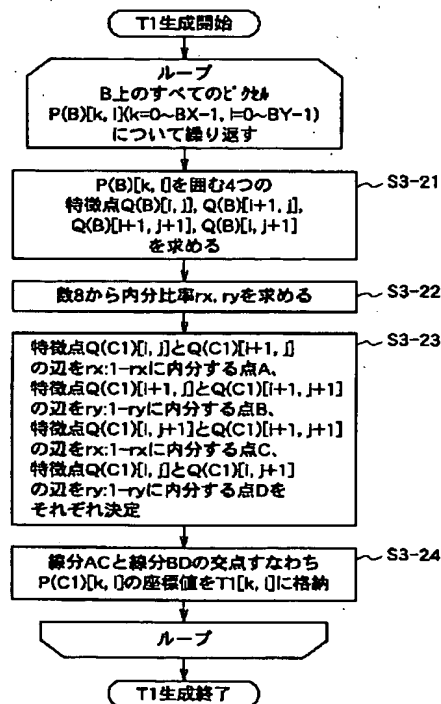 T1生成開始
ループ
B上のすべてのピクセル
P(B)[k, l](k=0~BX-1, l=0~BY-1)
について繰り返す
P(B)[k, l]を囲む4つの
特徴点Q(B)[i, j], Q(B)[i+1, j],
Q(B)[i+1, j+1], Q(B)[i, j+1]
を求める
S3-21
数8から内分比率rx, ryを求める
S3-22
特徴点Q(C1)[i, j]とQ(C1)[i+1, j]
の辺をrx:1-rxに内分する点A、
特徴点Q(C1)[i+1, j]とQ(C1)[i+1, j+1]
の辺をry:1-ryに内分する点B、
特徴点Q(C1)[i, j+1]とQ(C1)[i+1, j+1]
の辺をrx:1-rxに内分する点C、
特徴点Q(C1)[i, j]とQ(C1)[i, j+1]
の辺をry:1-ryに内分する点Dを
それぞれ決定
S3-23
線分ACと線分BDの交点すなわち
P(C1)[k, l]の座標値をT1[k, l]に格納
S3-24
ループ
T1生成終了